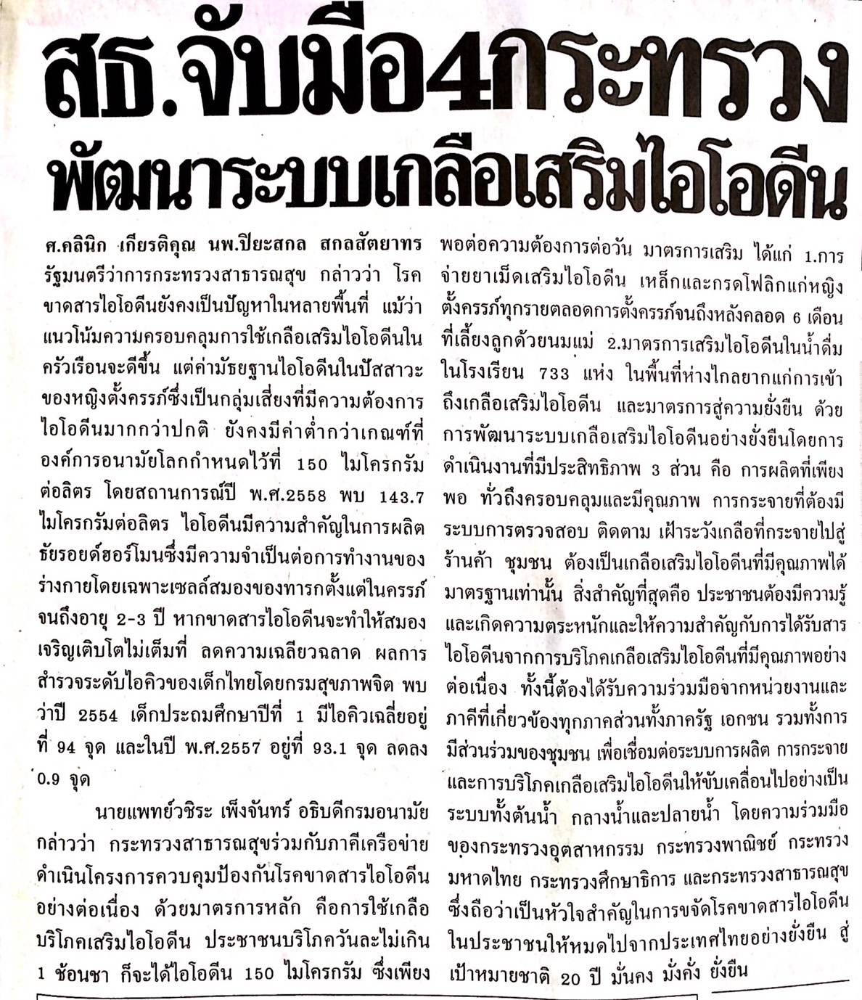 สธ.จับมือ4กระทรวง
พัฒนาระบบเกลือเสริมไอโอดีน
ศ.คลินิก เกียรติคุณ นพ.ปิยะสกล สกลสัตยาทร
รัฐมนตรีว่าการกระทรวงสาธารณสุข กล่าวว่า โรค
ขาดสารไอโอดีนยังคงเป็นปัญหาในหลายพื้นที่ แม้ว่า
แนวโน้มความครอบคลุมการใช้เกลือเสริมไอโอดีนใน
ครัวเรือนจะดีขึ้น แต่ค่ามัธยฐานไอโอดีนในปัสสาวะ
ของหญิงตั้งครรภ์ซึ่งเป็นกลุ่มเสี่ยงที่มีความต้องการ
ไอโอดีนมากกว่าปกติ ยังคงมีค่าต่ำกว่าเกณฑ์ที่
องค์การอนามัยโลกกำหนดไว้ที่ 150 ไมโครกรัม
ต่อลิตร โดยสถานการณ์ปี พ.ศ.2558 พบ 143.7
ไมโครกรัมต่อลิตร ไอโอดีนมีความสำคัญในการผลิต
ธัยรอยด์ฮอร์โมนซึ่งมีความจำเป็นต่อการทำงานของ
ร่างกายโดยเฉพาะเซลล์สมองของทารกตั้งแต่ในครรภ์
จนถึงอายุ 2-3 ปี หากขาดสารไอโอดีนจะทำให้สมอง
เจริญเติบโตไม่เต็มที่ ลดความเฉลียวฉลาด ผลการ
สำรวจระดับไอคิวของเด็กไทยโดยกรมสุขภาพจิต พบ
ว่าปี 2554 เด็กประถมศึกษาปีที่ 1 มีไอคิวเฉลี่ยอยู่
ที่ 94 จุด และในปี พ.ศ.2557 อยู่ที่ 93.1 จุด ลดลง
0.9 จุด
นายแพทย์วชิระ เพ็งจันทร์ อธิบดีกรมอนามัย
กล่าวว่า กระทรวงสาธารณสุขร่วมกับภาคีเครือข่าย
ดำเนินโครงการควบคุมป้องกันโรคขาดสารไอโอดีน
อย่างต่อเนื่อง ด้วยมาตรการหลัก คือการใช้เกลือ
บริโภคเสริมไอโอดีน ประชาชนบริโภควันละไม่เกิน
1 ช้อนชา ก็จะได้ไอโอดีน 150 ไมโครกรัม ซึ่งเพียง
พอต่อความต้องการต่อวัน มาตรการเสริม ได้แก่ 1.การ
จ่ายยาเม็ดเสริมไอโอดีน เหล็กและกรดโฟลิกแก่หญิง
ตั้งครรภ์ทุกรายตลอดการตั้งครรภ์จนถึงหลังคลอด 6 เดือน
ที่เลี้ยงลูกด้วยนมแม่ 2.มาตรการเสริมไอโอดีนในน้ำดื่ม
ในโรงเรียน 733 แห่ง ในพื้นที่ห่างไกลยากแก่การเข้า
ถึงเกลือเสริมไอโอดีน และมาตรการสู่ความยั่งยืน ด้วย
การพัฒนาระบบเกลือเสริมไอโอดีนอย่างยั่งยืนโดยการ
ดำเนินงานที่มีประสิทธิภาพ 3 ส่วน คือ การผลิตที่เพียง
พอ ทั่วถึงครอบคลุมและมีคุณภาพ การกระจายที่ต้องมี
ระบบการตรวจสอบ ติดตาม เฝ้าระวังเกลือที่กระจายไปสู่
ร้านค้า ชุมชน ต้องเป็นเกลือเสริมไอโอดีนที่มีคุณภาพได้
มาตรฐานเท่านั้น สิ่งสำคัญที่สุดคือ ประชาชนต้องมีความรู้
และเกิดความตระหนักและให้ความสำคัญกับการได้รับสาร
ไอโอดีนจากการบริโภคเกลือเสริมไอโอดีนที่มีคุณภาพอย่าง
ต่อเนื่อง ทั้งนี้ต้องได้รับความร่วมมือจากหน่วยงานและ
ภาคีที่เกี่ยวข้องทุกภาคส่วนทั้งภาครัฐ เอกชน รวมทั้งการ
มีส่วนร่วมของชุมชน เพื่อเชื่อมต่อระบบการผลิต การกระจาย
และการบริโภคเกลือเสริมไอโอดีนให้ขับเคลื่อนไปอย่างเป็น
ระบบทั้งต้นน้ำ กลางน้ำและปลายน้ำ โดยความร่วมมือ
ของกระทรวงอุตสาหกรรม กระทรวงพาณิชย์ กระทรวง
มหาดไทย กระทรวงศึกษาธิการ และกระทรวงสาธารณสุข
ซึ่งถือว่าเป็นหัวใจสำคัญในการขจัดโรคขาดสารไอโอดีน
ในประชาชนให้หมดไปจากประเทศไทยอย่างยั่งยืน สู่
เป้าหมายชาติ 20 ปี มั่นคง มั่งคั่ง ยั่งยืน